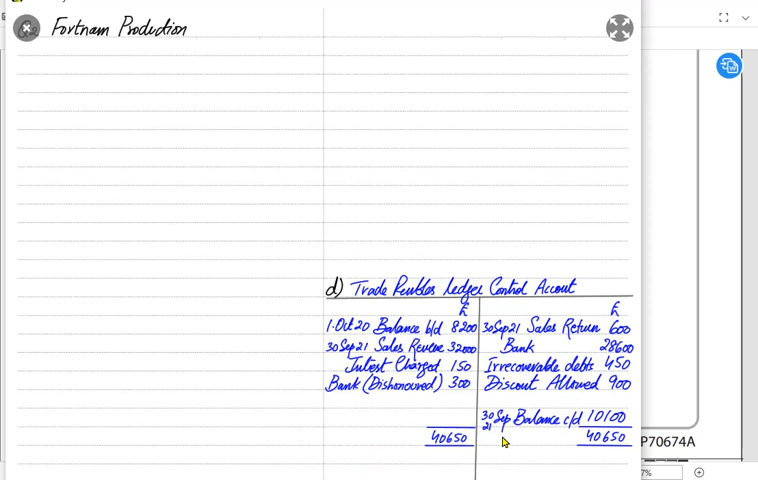 Fortnam Production
d) Trade Receivables ledger Control Account
£ £
1.Oct 20 Balance b/d 8200 30 Sep 21 Sales Return 600
30 Sep 21 Sales Revenue 32000 Bank 28600
Interest Charged 150 Irrecoverable debts 450
Bank (Dishonoured) 300 Discount Allowed 900
30 Sep 21 Balance c/d 10100
40650 40650
P70674A
7%